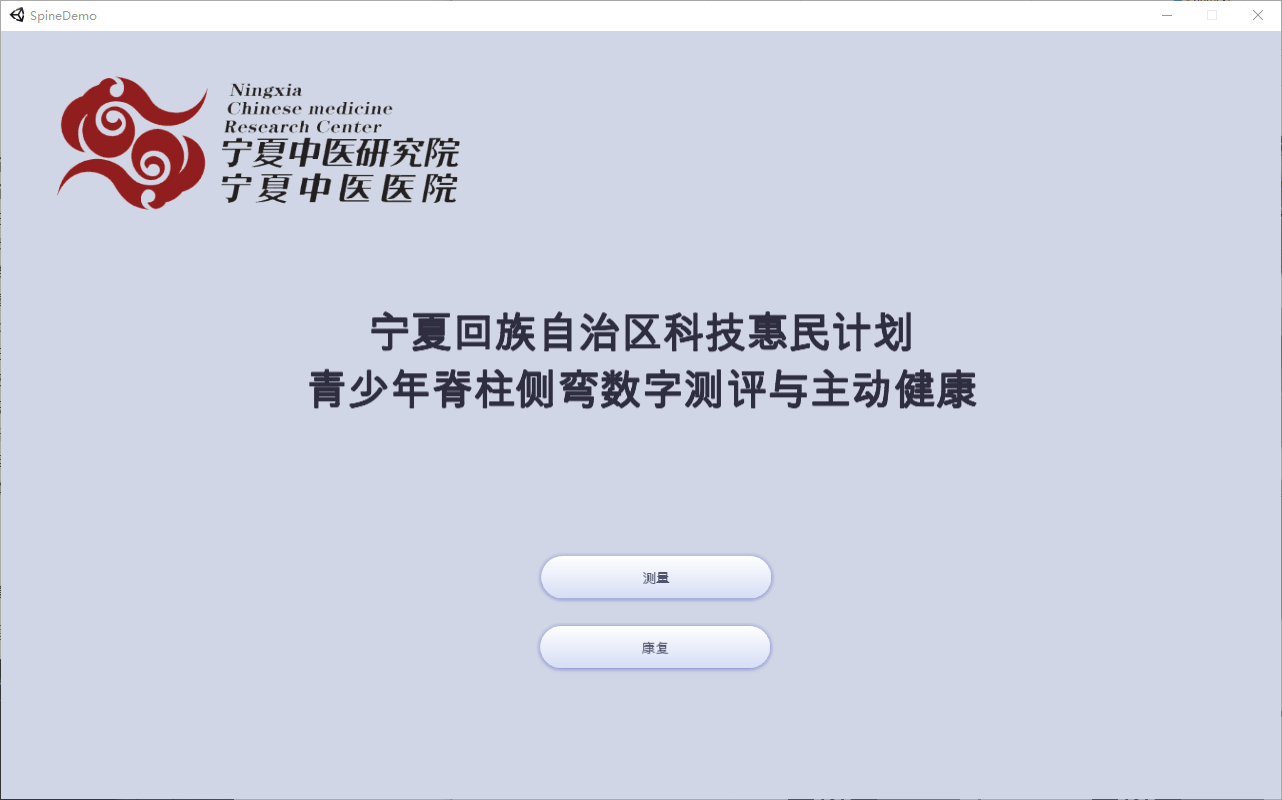 SpineDemo
Ningxia
Chinese medicine
Research Center
宁夏中医研究院
宁夏中医医院
宁夏回族自治区科技惠民计划
青少年脊柱侧弯数字测评与主动健康
测量
康复